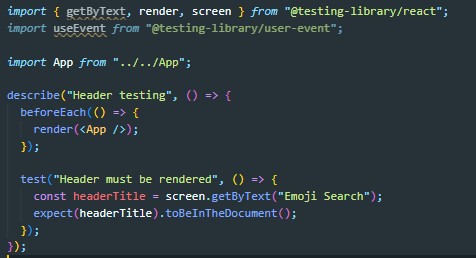 import { getByText, render, screen } from "@testing-library/react";
import useEvent from "@testing-library/user-event";

import App from "../../App";

describe("Header testing", () => {
  beforeEach(() => {
    render(<App />);
  });

  test("Header must be rendered", () => {
    const headerTitle = screen.getByText("Emoji Search");
    expect(headerTitle).toBeInTheDocument();
  });
});